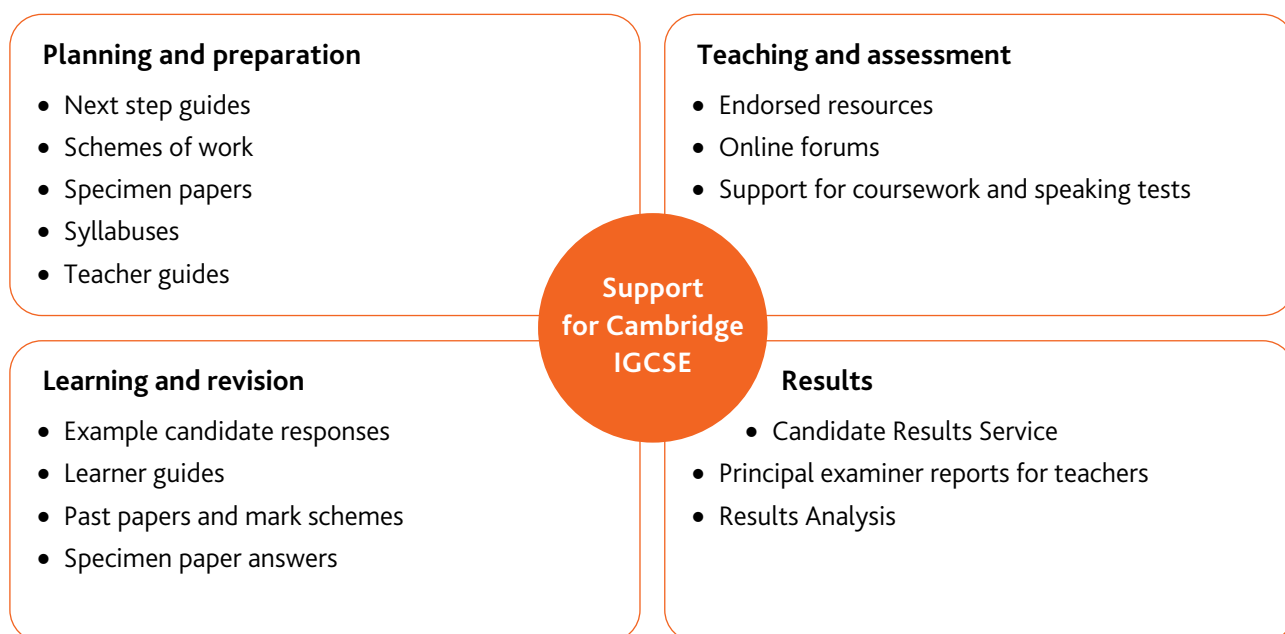 Planning and preparation
• Next step guides
• Schemes of work
• Specimen papers
• Syllabuses
• Teacher guides
Teaching and assessment
• Endorsed resources
• Online forums
• Support for coursework and speaking tests
Support
for Cambridge
IGCSE
Learning and revision
• Example candidate responses
• Learner guides
• Past papers and mark schemes
• Specimen paper answers
Results
• Candidate Results Service
• Principal examiner reports for teachers
• Results Analysis